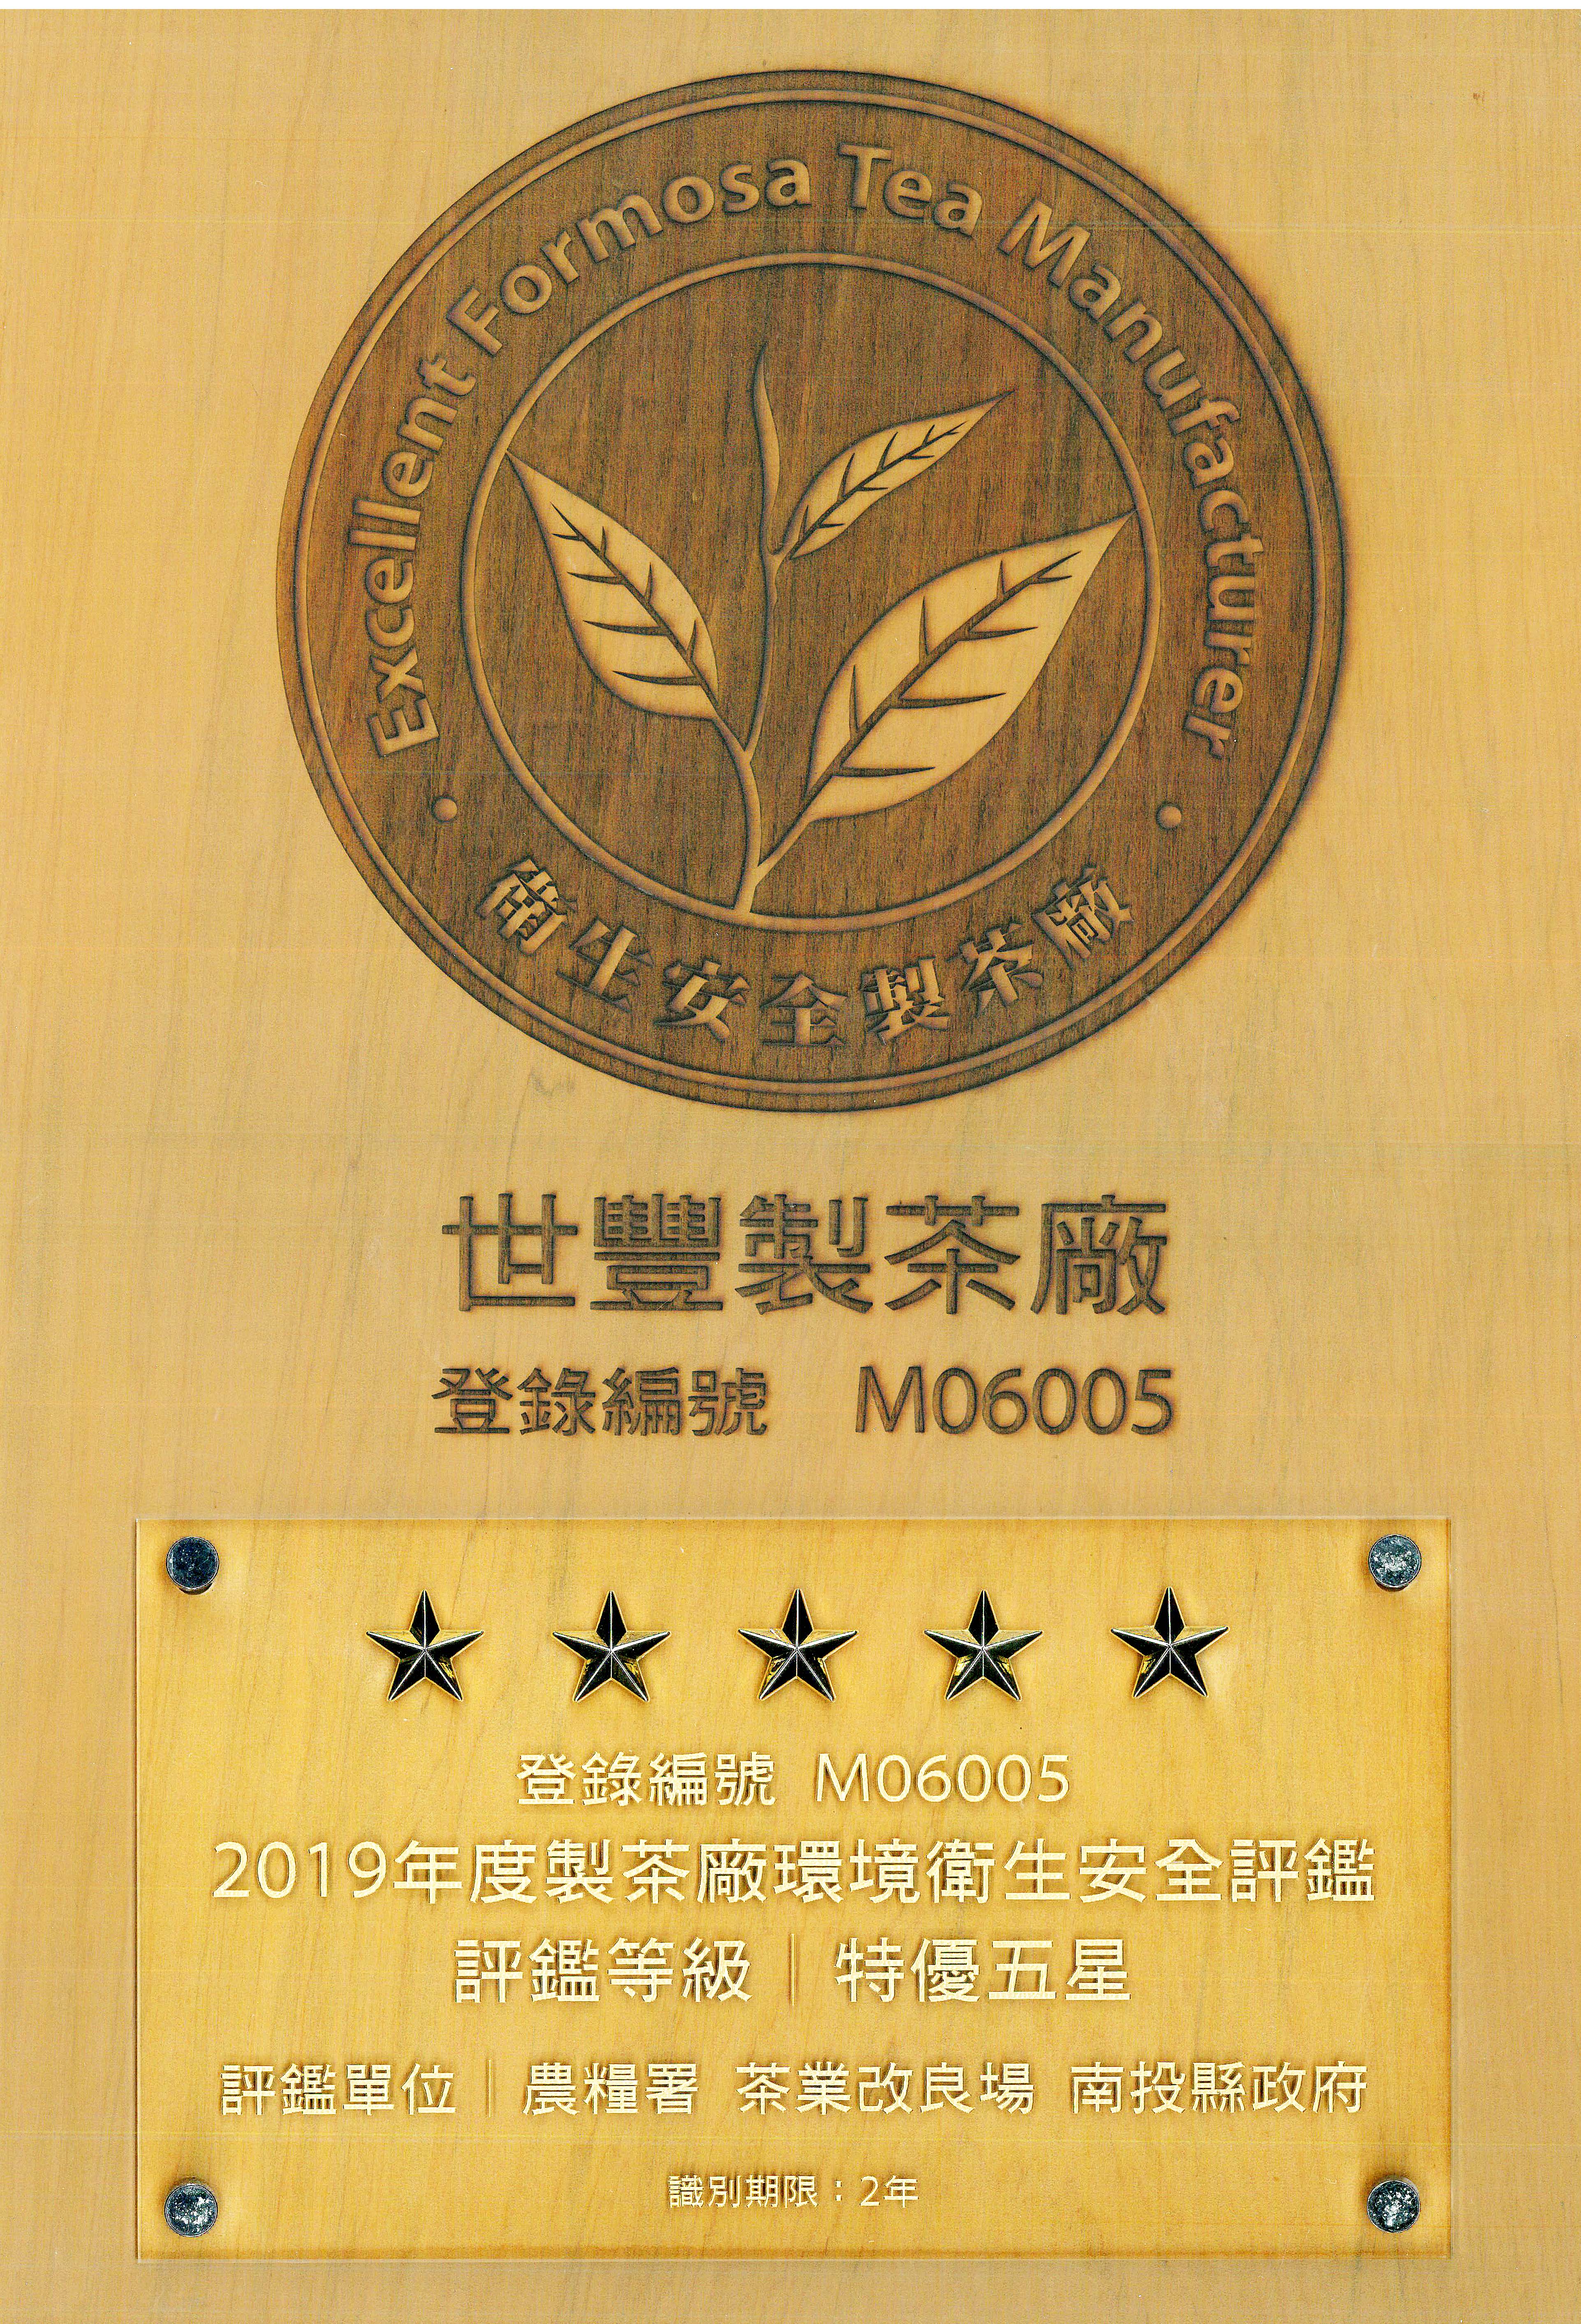 Excellent Formosa Tea Manufacturer
衛生安全製茶廠
世豐製茶廠
登錄編號 M06005
登錄編號 M06005
2019年度製茶廠環境衛生安全評鑑
評鑑等級｜特優五星
評鑑單位｜農糧署 茶業改良場 南投縣政府
識別期限：2年